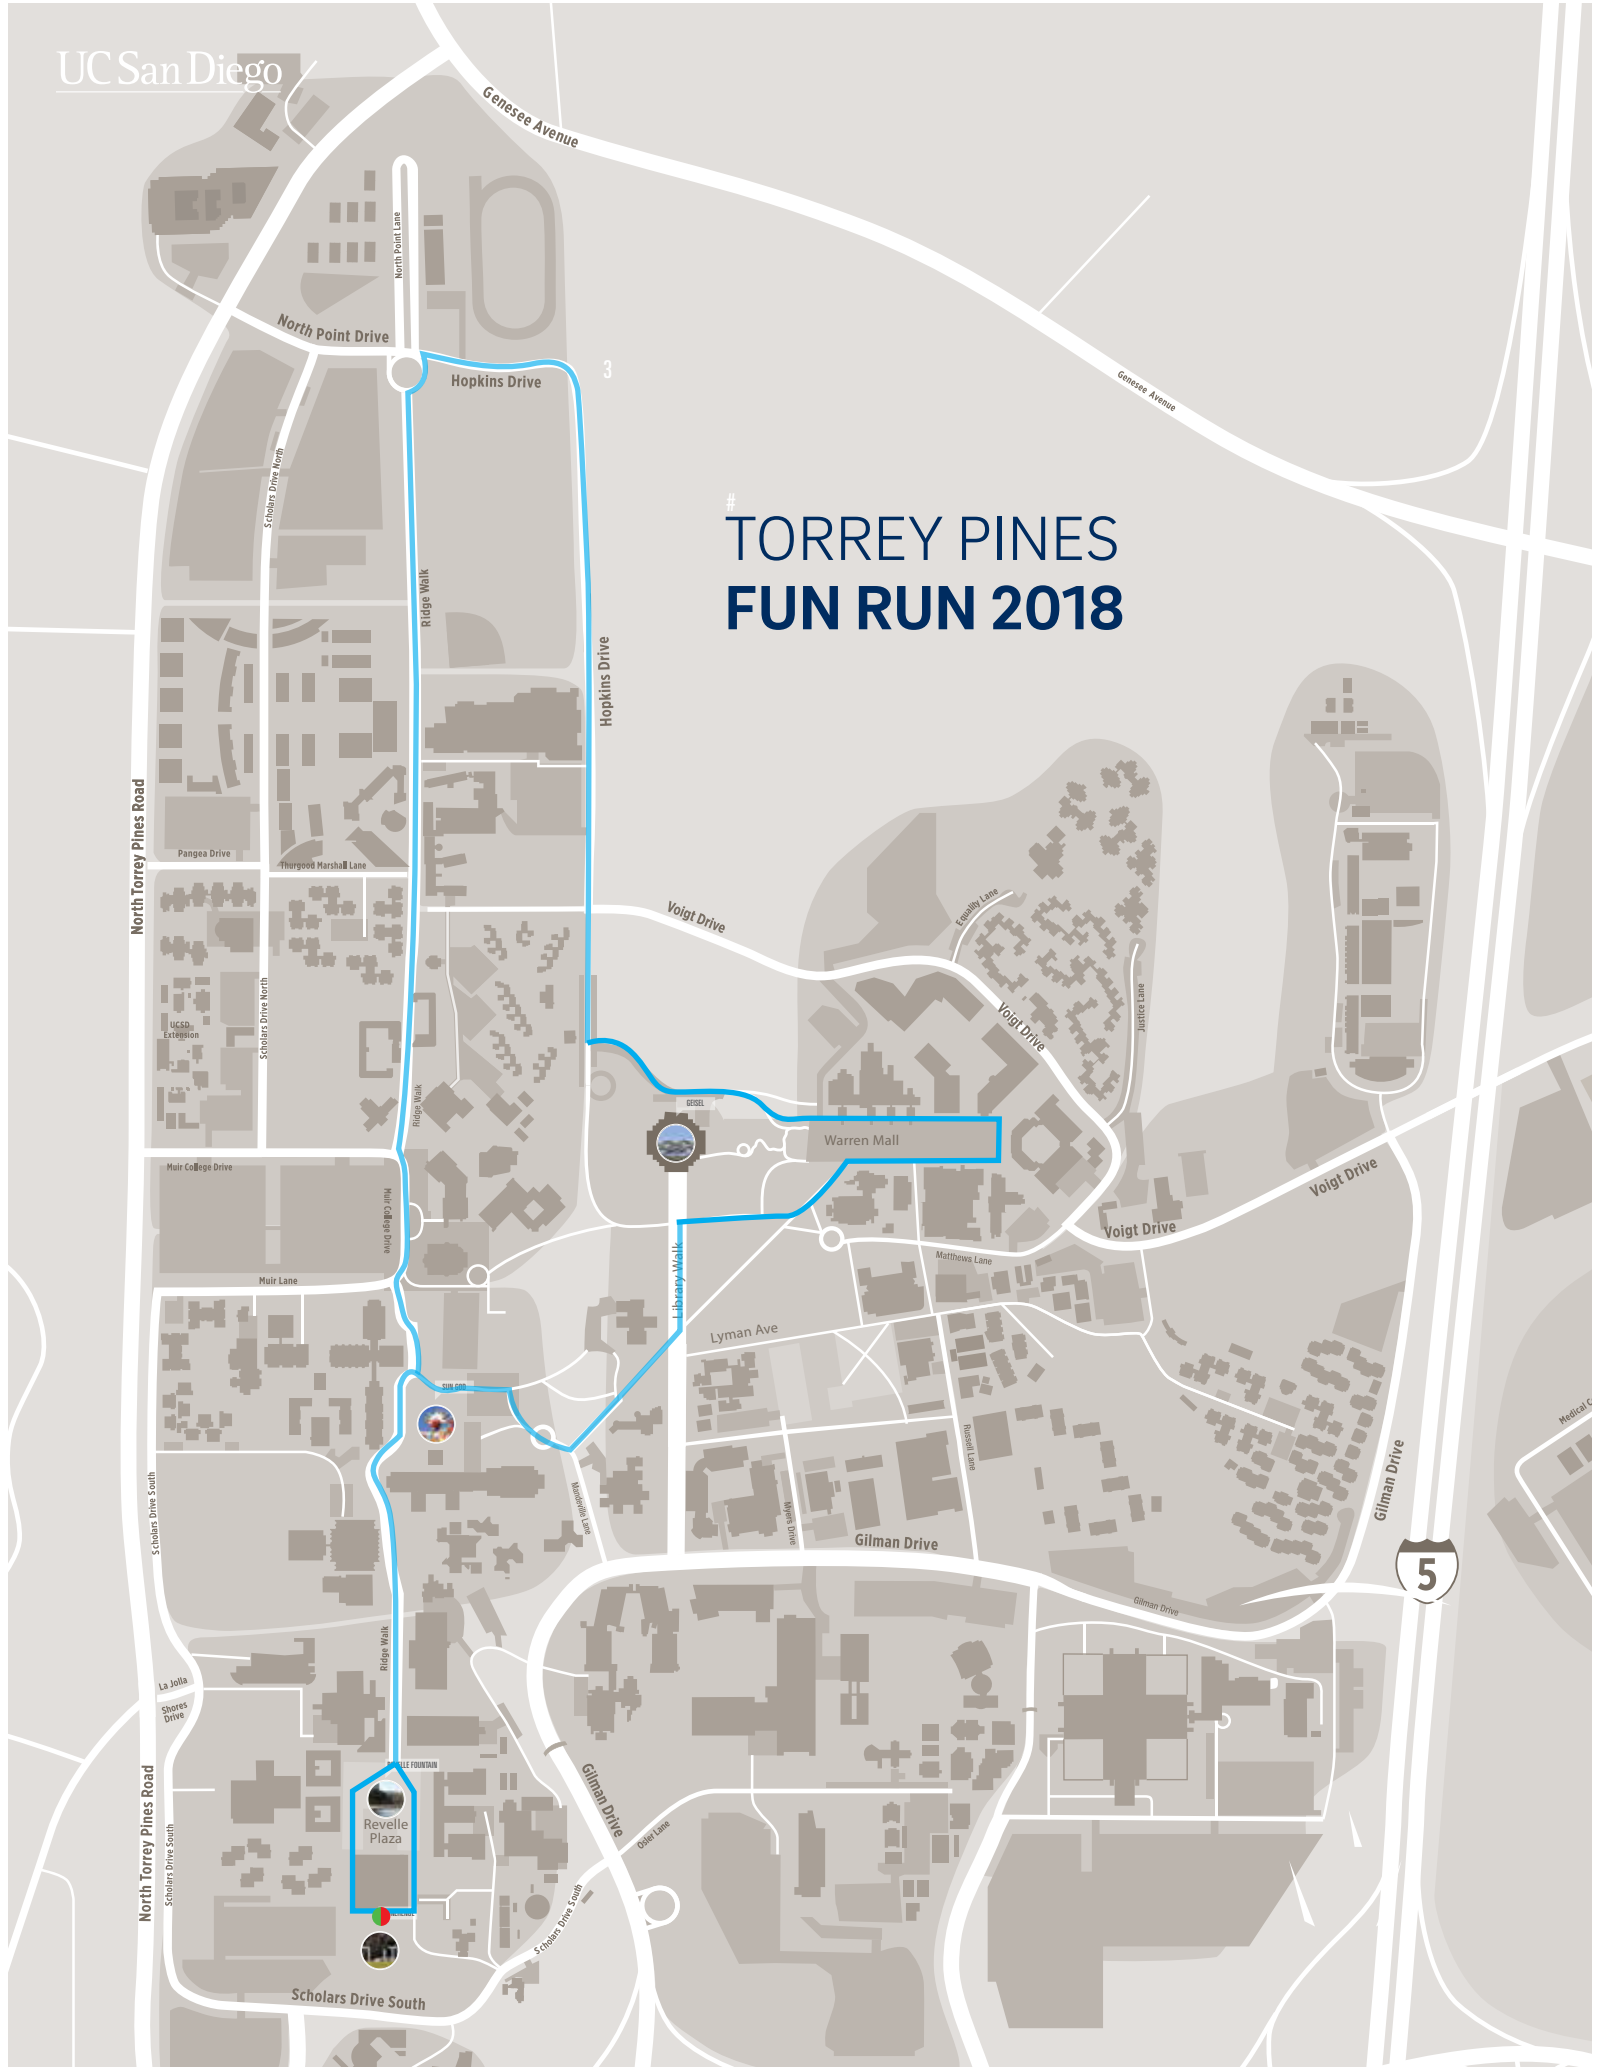 UC San Diego
Genesee Avenue
North Point Lane
North Point Drive
Hopkins Drive
3
Genesee Avenue
Scholars Drive North
#
TORREY PINES
FUN RUN 2018
Ridge Walk
Hopkins Drive
North Torrey Pines Road
Pangea Drive
Thurgood Marshall Lane
Voigt Drive
Equality Lane
Scholars Drive North
UCSD
Extension
Voigt Drive
Justice Lane
Ridge Walk
GEISEL
Warren Mall
Muir College Drive
Muir College Drive
Voigt Drive
Voigt Drive
Library Walk
Matthews Lane
Muir Lane
Lyman Ave
SUN GOD
Medical
Russell Lane
Gilman Drive
Scholars Drive South
Mandeville Lane
Myers Drive
Gilman Drive
5
Gilman Drive
Ridge Walk
La Jolla
Shores
Drive
FOUNTAIN
North Torrey Pines Road
Gilman Drive
Revelle
Plaza
Osler Lane
Scholars Drive South
Scholars Drive South
Scholars Drive South